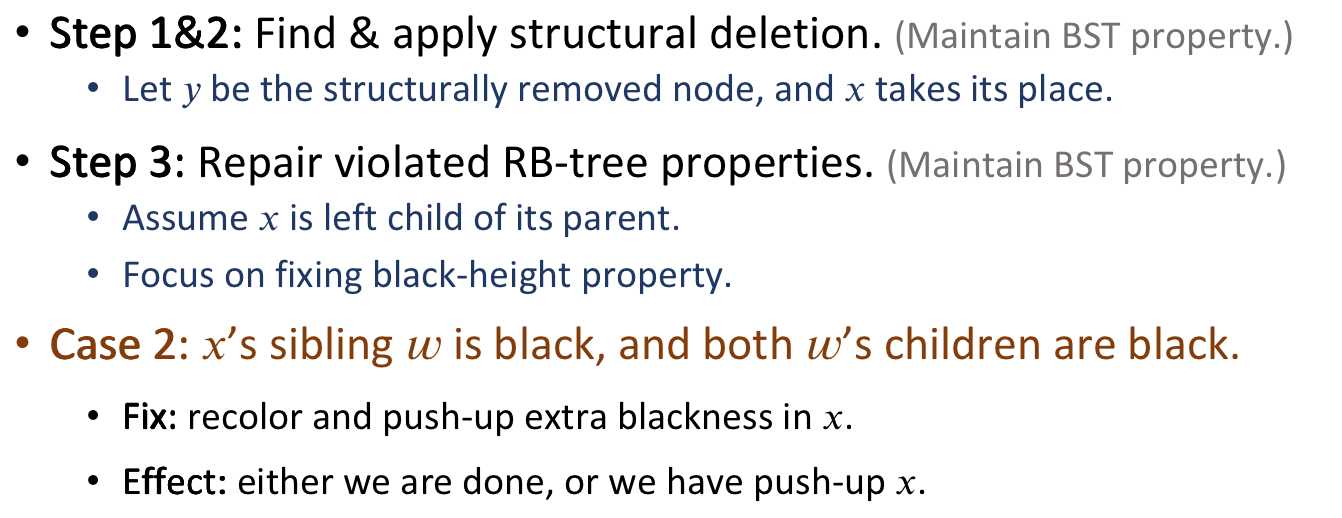 • Step 1&2: Find & apply structural deletion. (Maintain BST property.)
• Let y be the structurally removed node, and x takes its place.
• Step 3: Repair violated RB-tree properties. (Maintain BST property.)
• Assume x is left child of its parent.
• Focus on fixing black-height property.
• Case 2: x’s sibling w is black, and both w’s children are black.
• Fix: recolor and push-up extra blackness in x.
• Effect: either we are done, or we have push-up x.